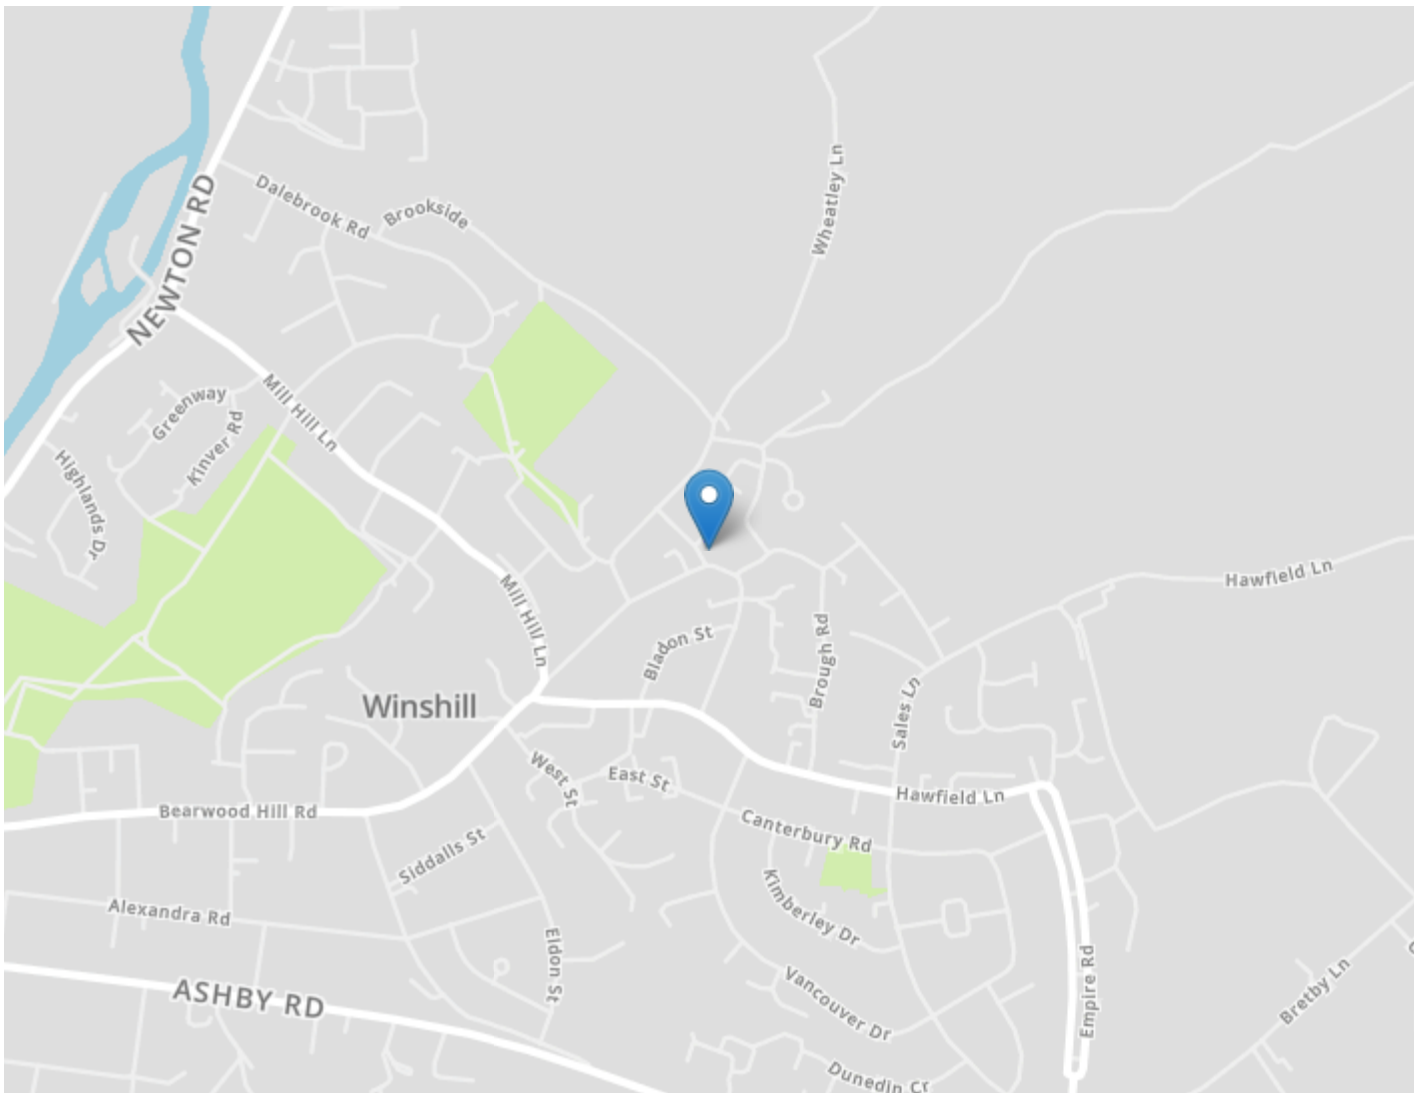 Wheatley Ln
Dalebrook Rd
Brookside
NEWTON RD
Mill Hill Ln
Greenway
Kinver Rd
Highlands Dr
Hawfield Ln
Mill Hill Ln
Bladon St
Brough Rd
Sales Ln
Winshill
West St
East St
Hawfield Ln
Bearwood Hill Rd
Canterbury Rd
Siddalls St
Kimberley Dr
Alexandra Rd
Eldon St
Empire Rd
Bretby Ln
ASHBY RD
Vancouver Dr
Dunedin Cr